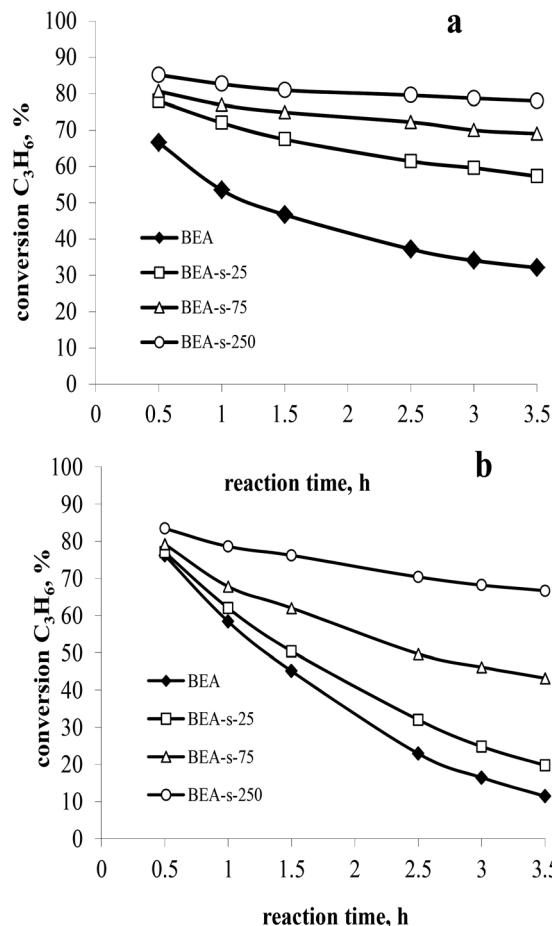 a
conversion C₃H₆, %
100
90
80
70
60
50
40
30
20
10
0
BEA
BEA-s-25
BEA-s-75
BEA-s-250
0 0.5 1 1.5 2 2.5 3 3.5
reaction time, h
b
conversion C₃H₆, %
100
90
80
70
60
50
40
30
20
10
0
BEA
BEA-s-25
BEA-s-75
BEA-s-250
0 0.5 1 1.5 2 2.5 3 3.5
reaction time, h